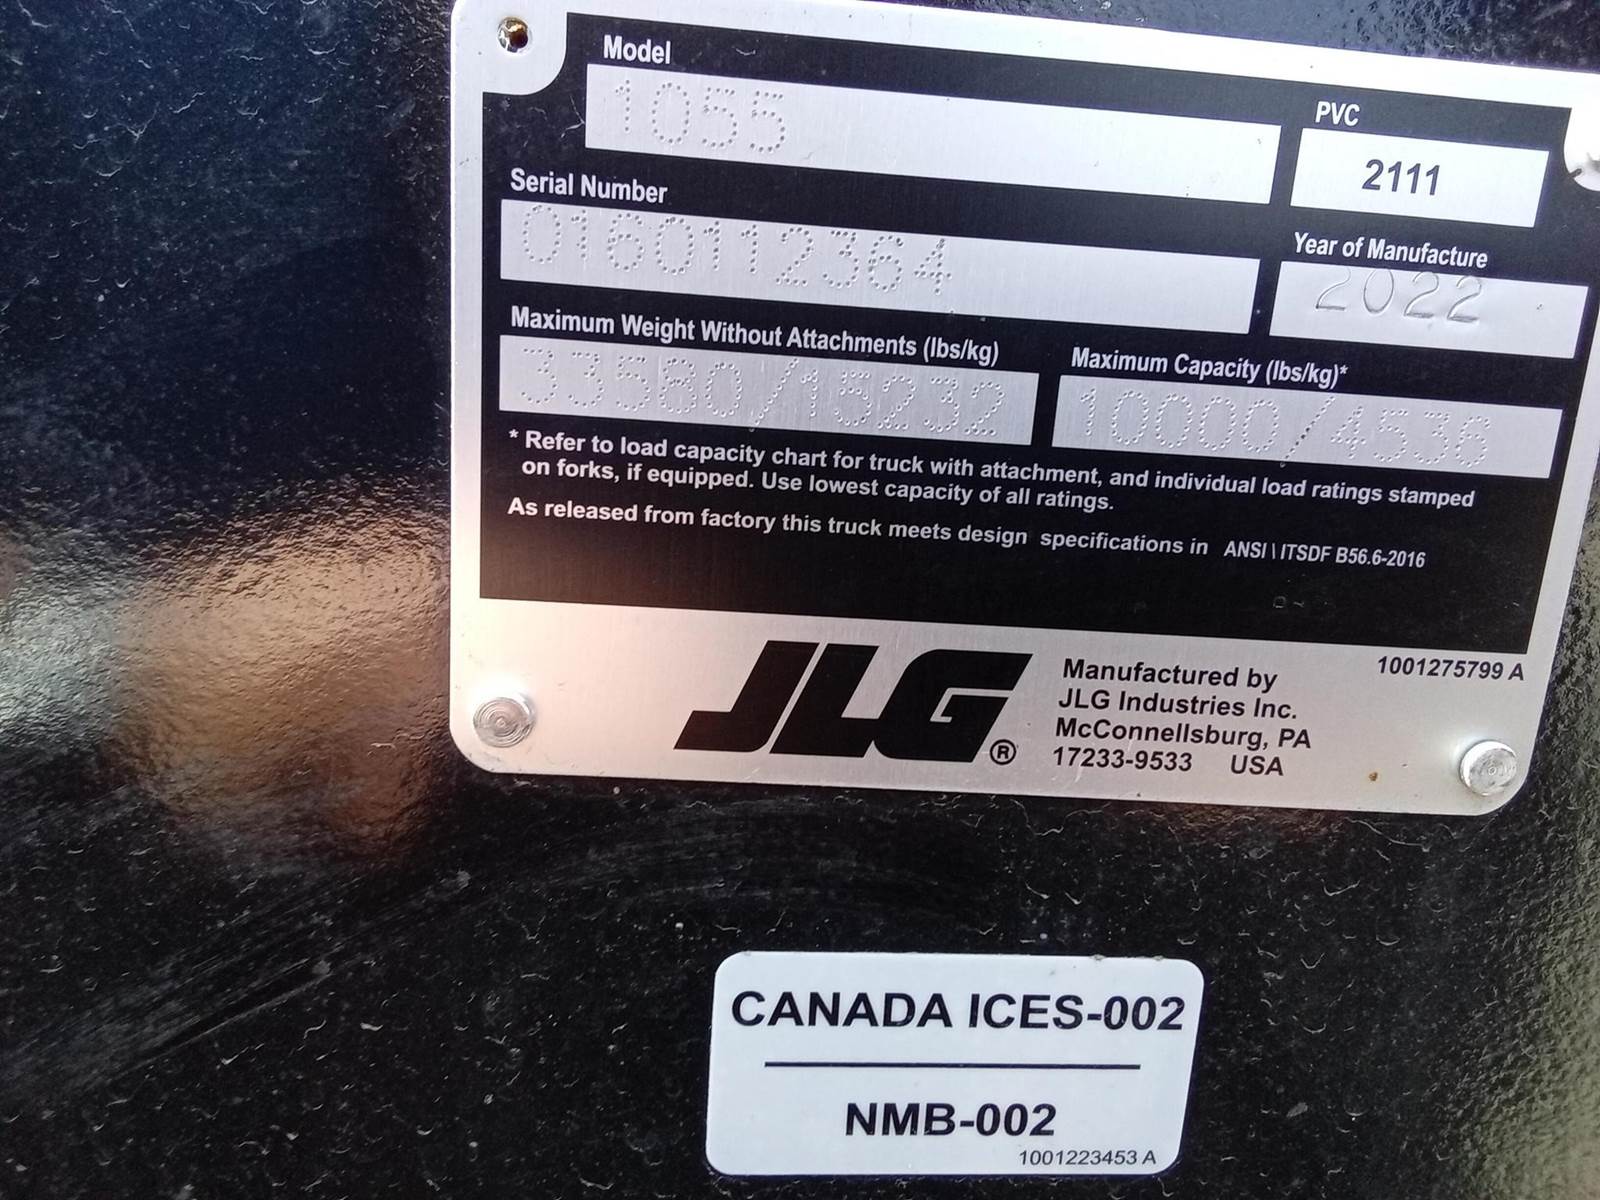 Model
1055
PVC
2111
Serial Number
0160112364
Year of Manufacture
2022
Maximum Weight Without Attachments (lbs/kg)
33580/15232
Maximum Capacity (lbs/kg)*
10000/4536
* Refer to load capacity chart for truck with attachment, and individual load ratings stamped
on forks, if equipped. Use lowest capacity of all ratings.
As released from factory this truck meets design specifications in ANSI \ ITSDF B56.6-2016
JLG®
Manufactured by
JLG Industries Inc.
McConnellsburg, PA
17233-9533 USA
1001275799 A
CANADA ICES-002
NMB-002
1001223453 A